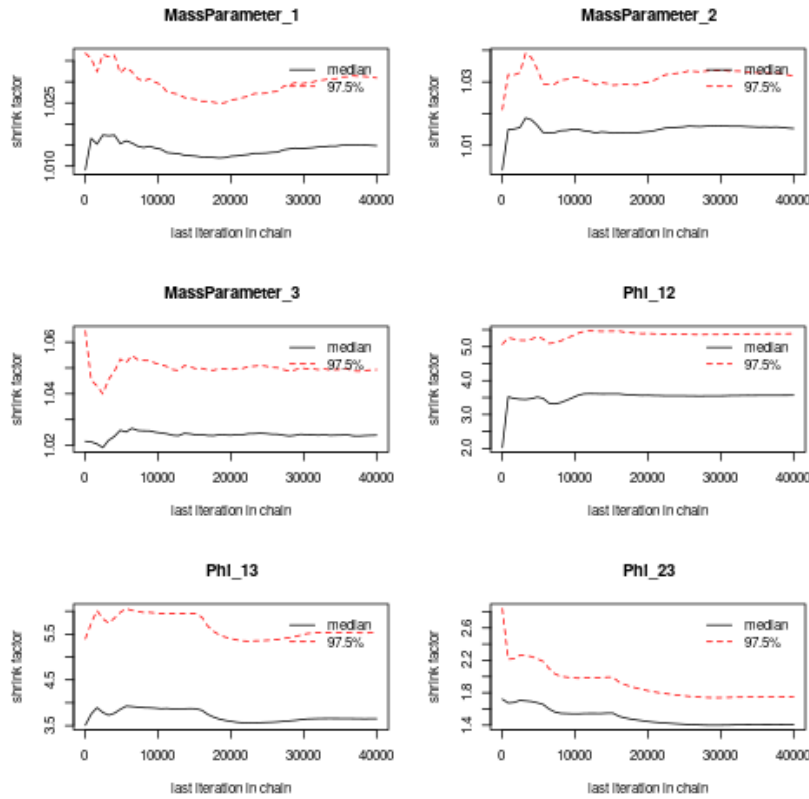 MassParameter_1
shrink factor
1.010
1.025
median
97.5%
0
10000
20000
30000
40000
last iteration in chain
MassParameter_2
shrink factor
1.01
1.03
median
97.5%
0
10000
20000
30000
40000
last iteration in chain
MassParameter_3
shrink factor
1.02
1.04
1.06
median
97.5%
0
10000
20000
30000
40000
last iteration in chain
Phi_12
shrink factor
2.0
3.0
4.0
5.0
median
97.5%
0
10000
20000
30000
40000
last iteration in chain
Phi_13
shrink factor
3.5
4.5
5.5
median
97.5%
0
10000
20000
30000
40000
last iteration in chain
Phi_23
shrink factor
1.4
1.8
2.2
2.6
median
97.5%
0
10000
20000
30000
40000
last iteration in chain